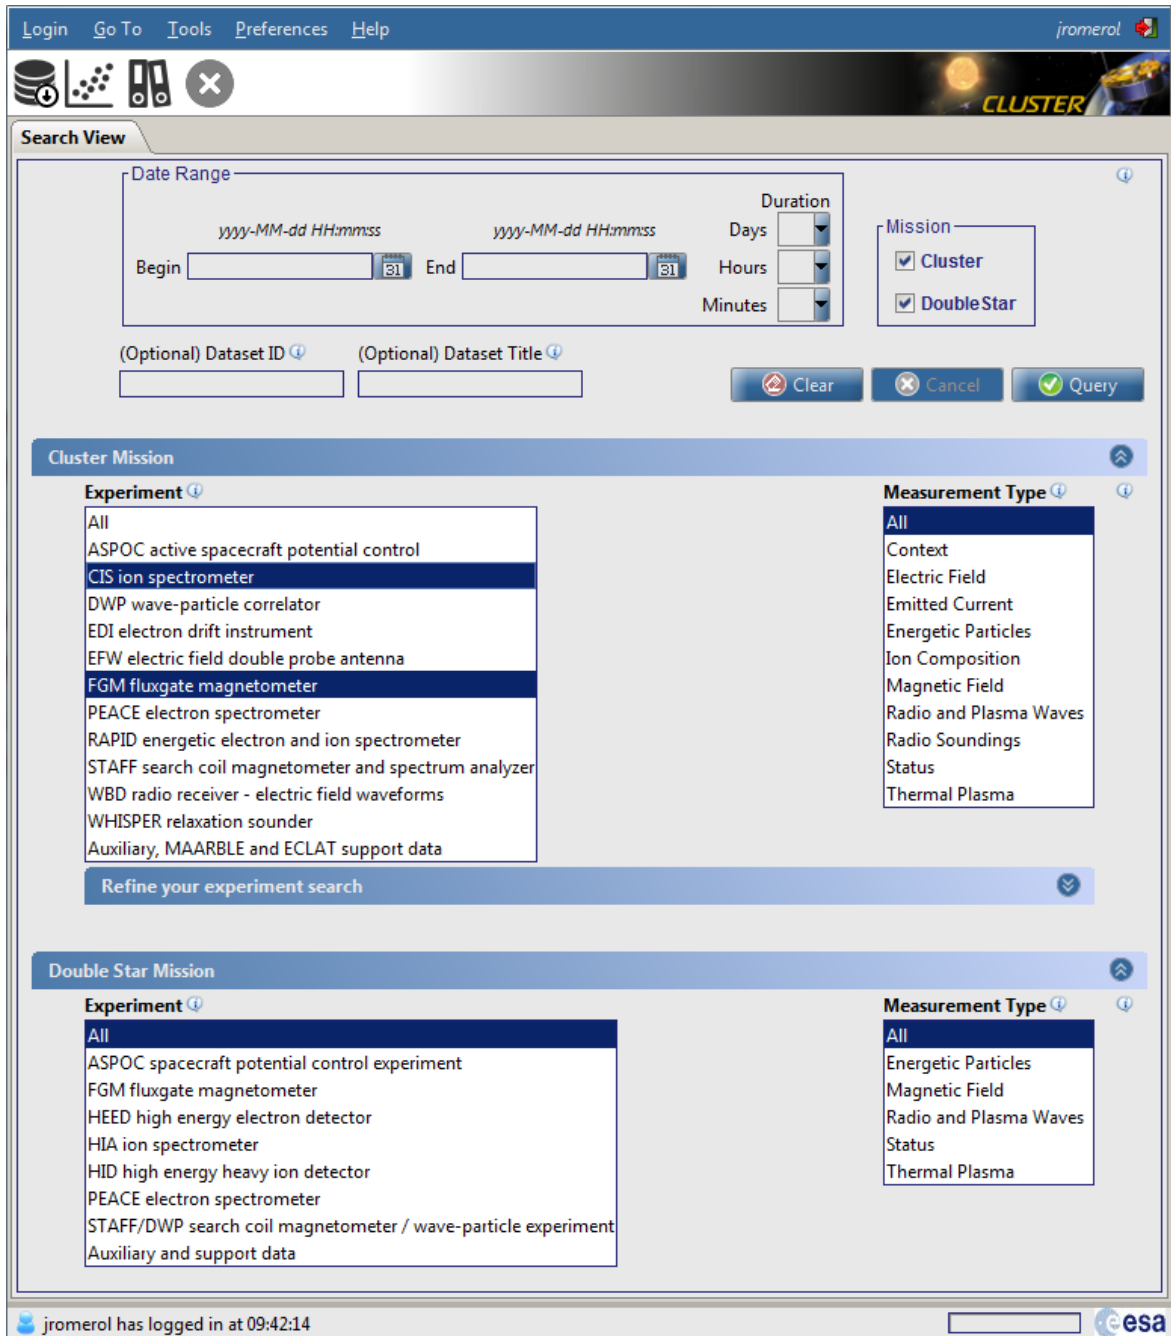 Login Go To Tools Preferences Help jromerol
CLUSTER
Search View
Date Range
Duration
yyyy-MM-dd HH:mm:ss yyyy-MM-dd HH:mm:ss Days
Mission
Begin 31 End 31 Hours
Cluster
Minutes
DoubleStar
(Optional) Dataset ID (Optional) Dataset Title
Clear Cancel Query
Cluster Mission
Experiment
All
ASPOC active spacecraft potential control
CIS ion spectrometer
DWP wave-particle correlator
EDI electron drift instrument
EFW electric field double probe antenna
FGM fluxgate magnetometer
PEACE electron spectrometer
RAPID energetic electron and ion spectrometer
STAFF search coil magnetometer and spectrum analyzer
WBD radio receiver - electric field waveforms
WHISPER relaxation sounder
Auxiliary, MAARBLE and ECLAT support data
Measurement Type
All
Context
Electric Field
Emitted Current
Energetic Particles
Ion Composition
Magnetic Field
Radio and Plasma Waves
Radio Soundings
Status
Thermal Plasma
Refine your experiment search
Double Star Mission
Experiment
All
ASPOC spacecraft potential control experiment
FGM fluxgate magnetometer
HEED high energy electron detector
HIA ion spectrometer
HID high energy heavy ion detector
PEACE electron spectrometer
STAFF/DWP search coil magnetometer / wave-particle experiment
Auxiliary and support data
Measurement Type
All
Energetic Particles
Magnetic Field
Radio and Plasma Waves
Status
Thermal Plasma
jromerol has logged in at 09:42:14
esa